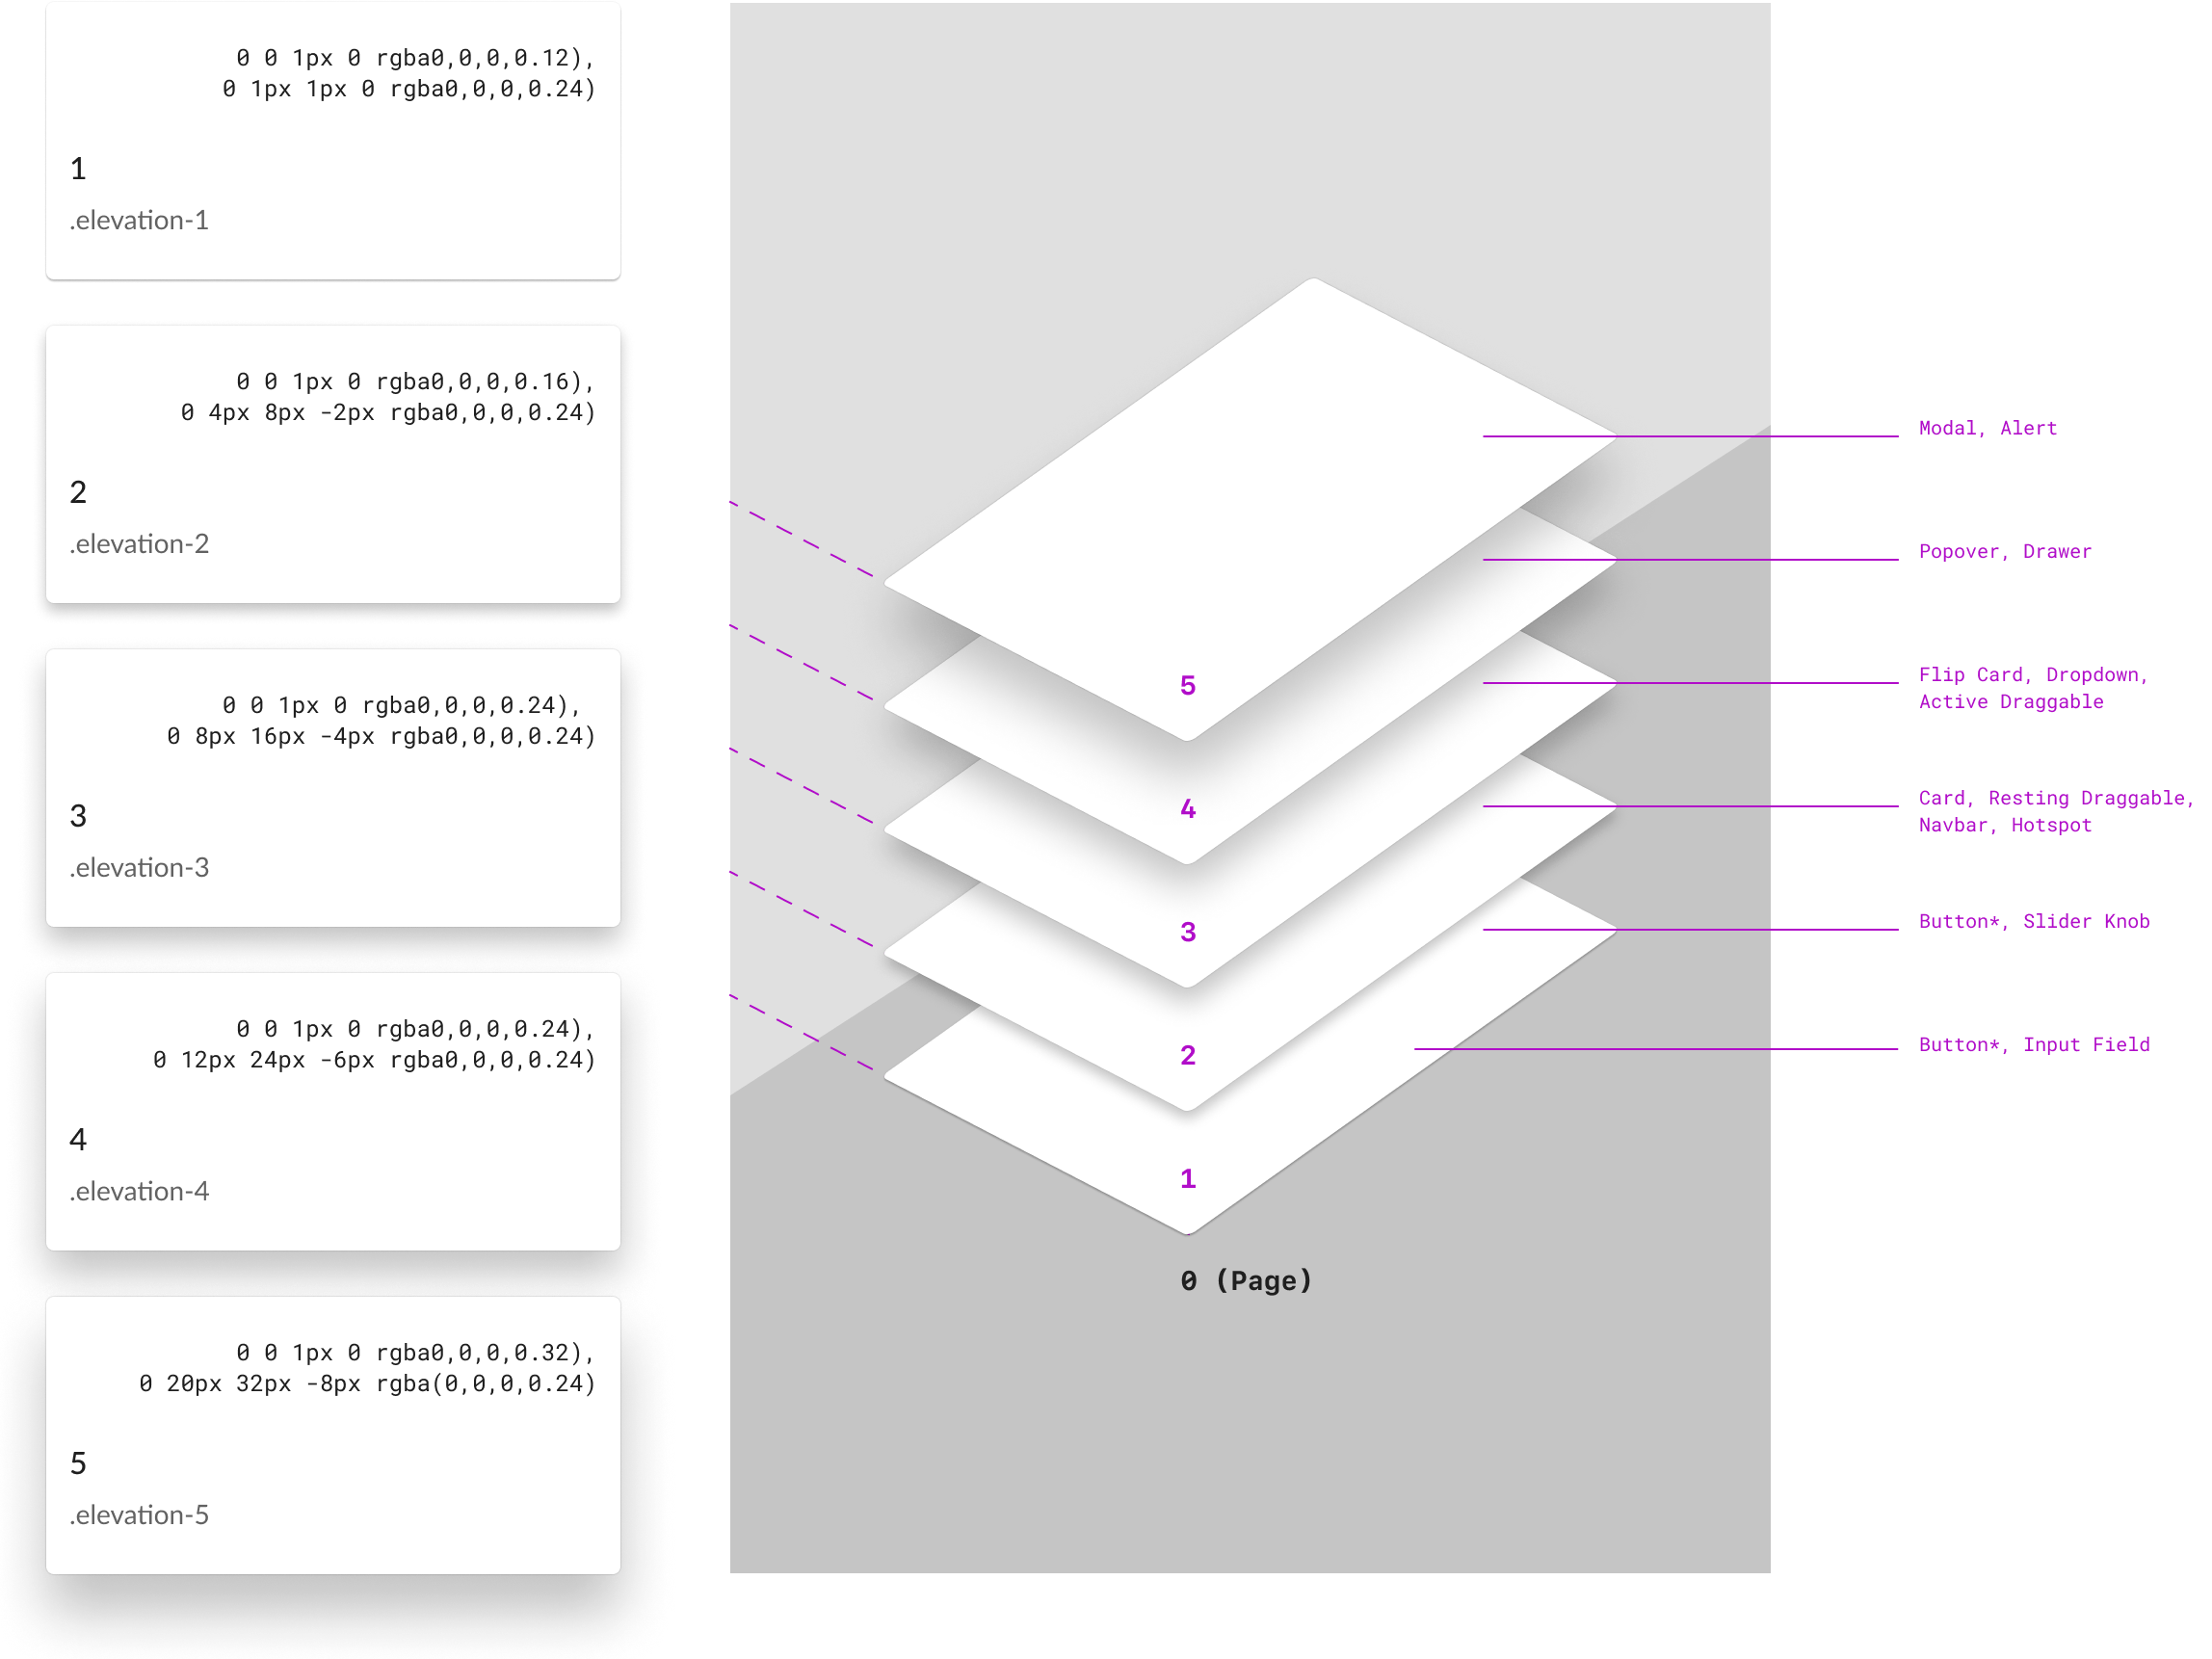 0 0 1px 0 rgba0,0,0,0.12),
0 1px 1px 0 rgba0,0,0,0.24)
1
.elevation-1
0 0 1px 0 rgba0,0,0,0.16),
0 4px 8px -2px rgba0,0,0,0.24)
2
.elevation-2
0 0 1px 0 rgba0,0,0,0.24),
0 8px 16px -4px rgba0,0,0,0.24)
3
.elevation-3
0 0 1px 0 rgba0,0,0,0.24),
0 12px 24px -6px rgba0,0,0,0.24)
4
.elevation-4
0 0 1px 0 rgba0,0,0,0.32),
0 20px 32px -8px rgba(0,0,0,0.24)
5
.elevation-5
5
4
3
2
1
0 (Page)
Modal, Alert
Popover, Drawer
Flip Card, Dropdown,
Active Draggable
Card, Resting Draggable,
Navbar, Hotspot
Button*, Slider Knob
Button*, Input Field